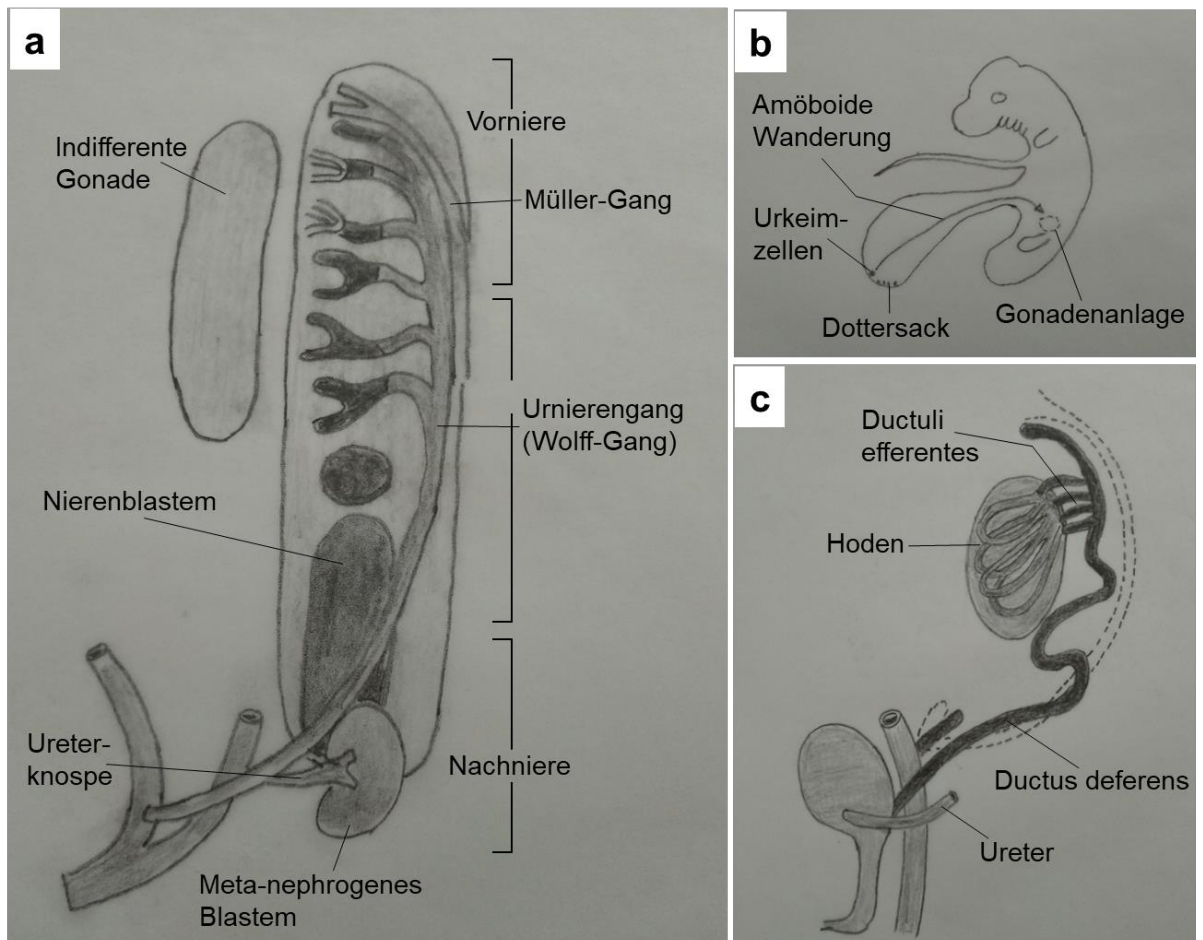 a
Vorniere
Indifferente
Gonade
Müller-Gang
Urnierengang
(Wolff-Gang)
Nierenblastem
Ureter-
knospe
Nachniere
Meta-nephrogenes
Blastem
b
Amöboide
Wanderung
Urkeim-
zellen
Dottersack
Gonadenanlage
c
Ductuli
efferentes
Hoden
Ductus deferens
Ureter